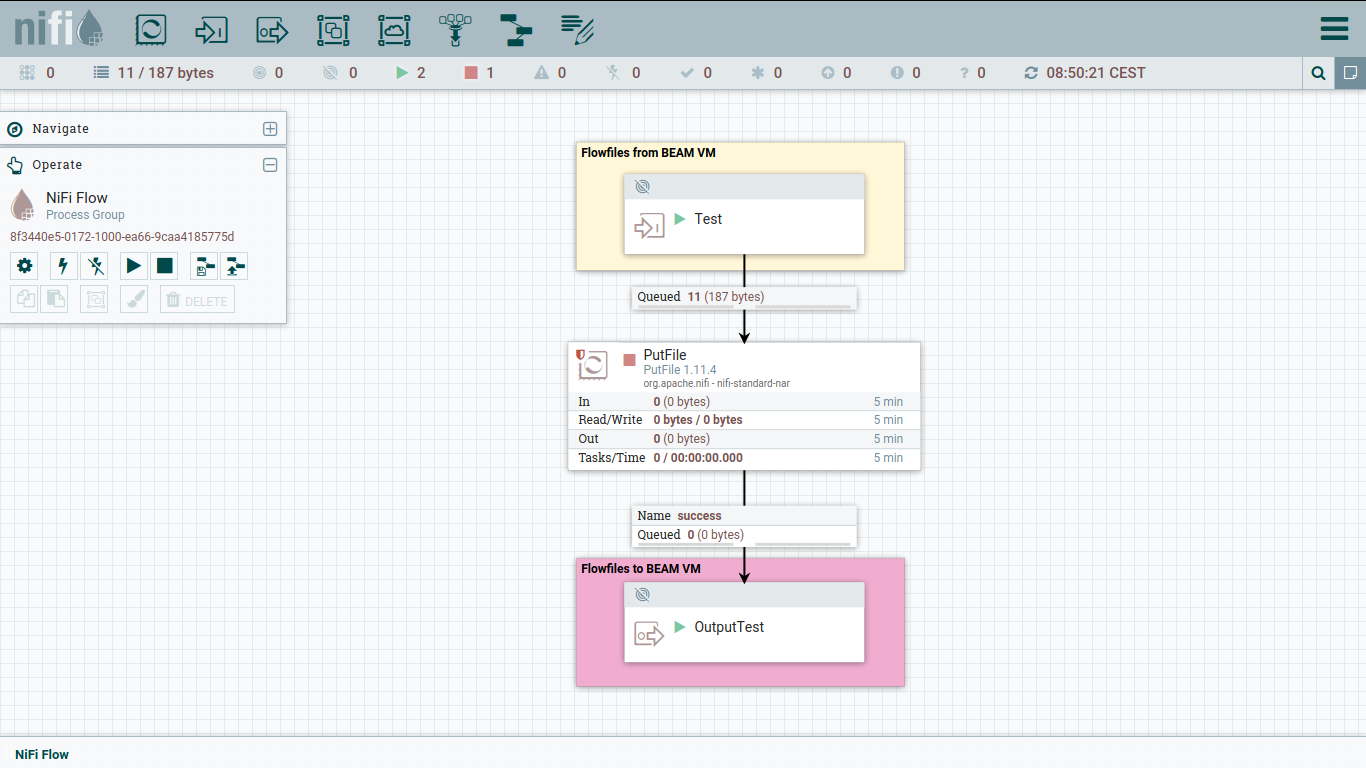 nifi
0 11 / 187 bytes 0 0 2 1 0 0 0 0 0 0 ? 0 08:50:21 CEST
Navigate
Operate
NiFi Flow
Process Group
8f3440e5-0172-1000-ea66-9caa4185775d
DELETE
Flowfiles from BEAM VM
Test
Queued 11 (187 bytes)
PutFile
PutFile 1.11.4
org.apache.nifi - nifi-standard-nar
In 0 (0 bytes) 5 min
Read/Write 0 bytes / 0 bytes 5 min
Out 0 (0 bytes) 5 min
Tasks/Time 0 / 00:00:00.000 5 min
Name success
Queued 0 (0 bytes)
Flowfiles to BEAM VM
OutputTest
NiFi Flow